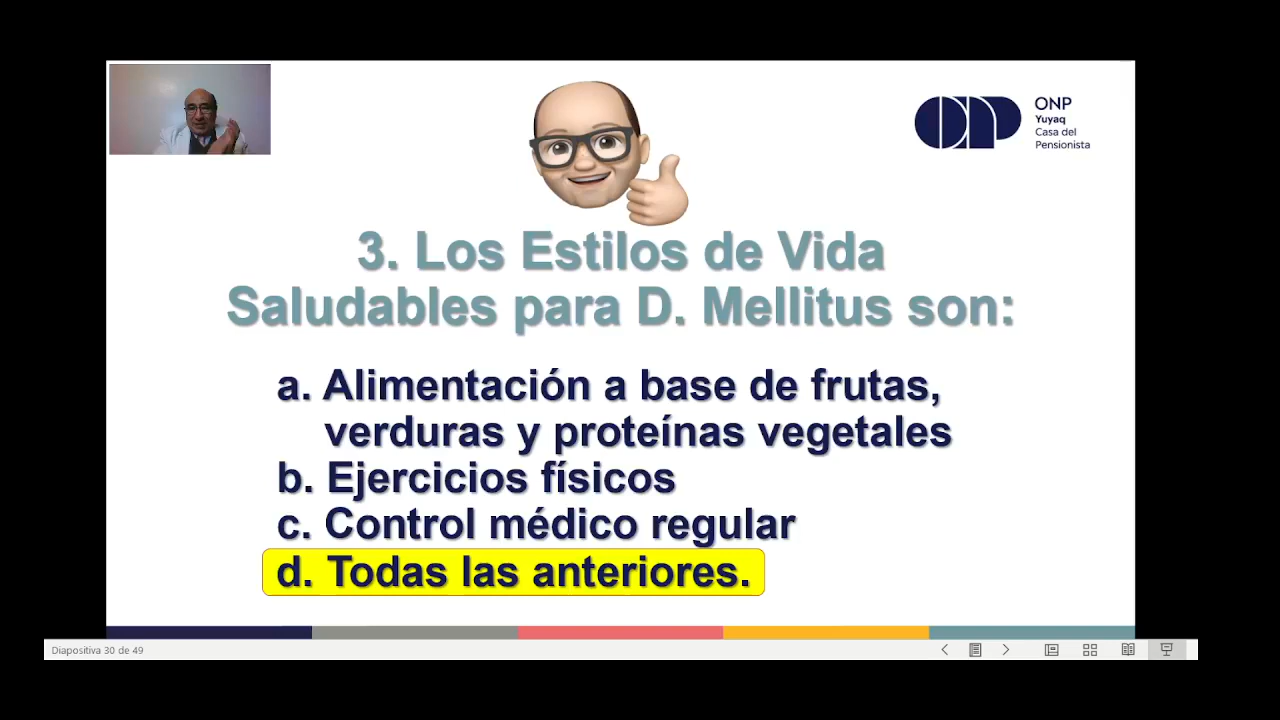 ONP
ONP
Yuyaq
Casa del
Pensionista
3. Los Estilos de Vida
Saludables para D. Mellitus son:
a. Alimentación a base de frutas,
verduras y proteínas vegetales
b. Ejercicios físicos
c. Control médico regular
d. Todas las anteriores.
Diapositiva 30 de 49